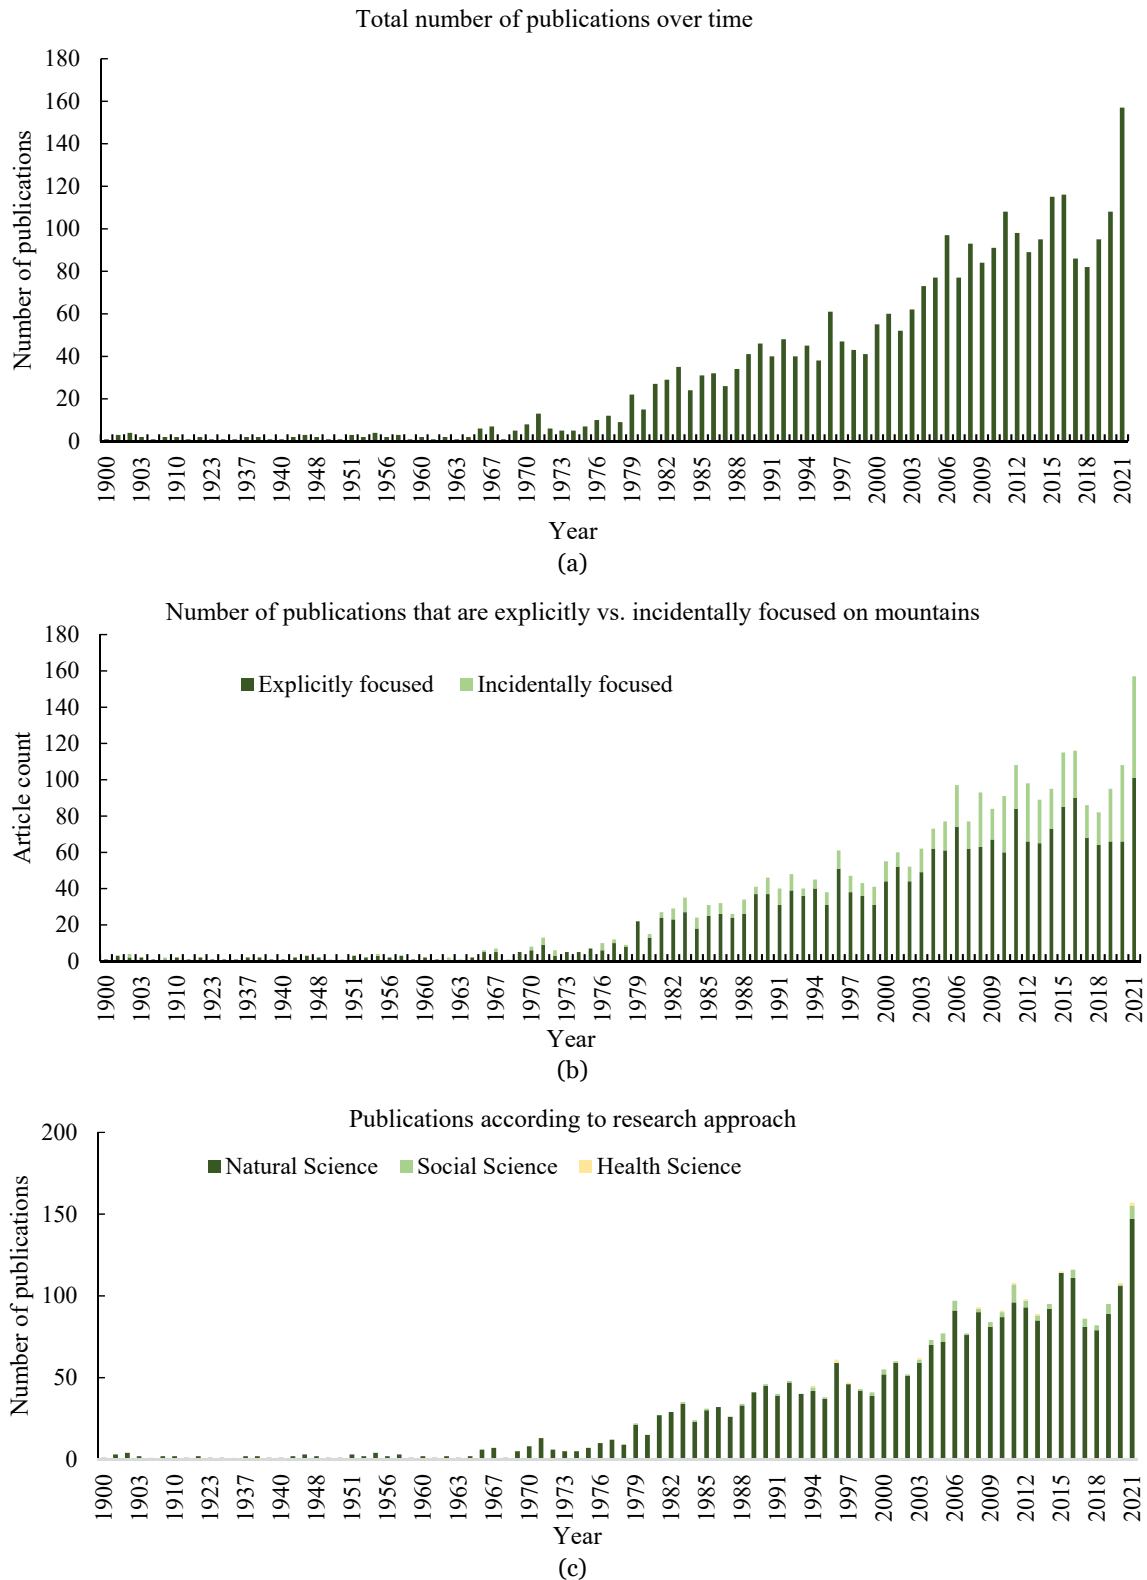 Total number of publications over time
180
160
140
120
100
80
60
40
20
0
Number of publications
1900 1903 1910 1923 1937 1940 1948 1951 1956 1960 1963 1967 1970 1973 1976 1979 1982 1985 1988 1991 1994 1997 2000 2003 2006 2009 2012 2015 2018 2021
Year
(a)
Number of publications that are explicitly vs. incidentally focused on mountains
180
160
140
120
100
80
60
40
20
0
Explicitly focused Incidentally focused
Article count
1900 1903 1910 1923 1937 1940 1948 1951 1956 1960 1963 1967 1970 1973 1976 1979 1982 1985 1988 1991 1994 1997 2000 2003 2006 2009 2012 2015 2018 2021
Year
(b)
Publications according to research approach
200
150
100
50
0
Natural Science Social Science Health Science
Number of publications
1900 1903 1910 1923 1937 1940 1948 1951 1956 1960 1963 1967 1970 1973 1976 1979 1982 1985 1988 1991 1994 1997 2000 2003 2006 2009 2012 2015 2018 2021
Year
(c)